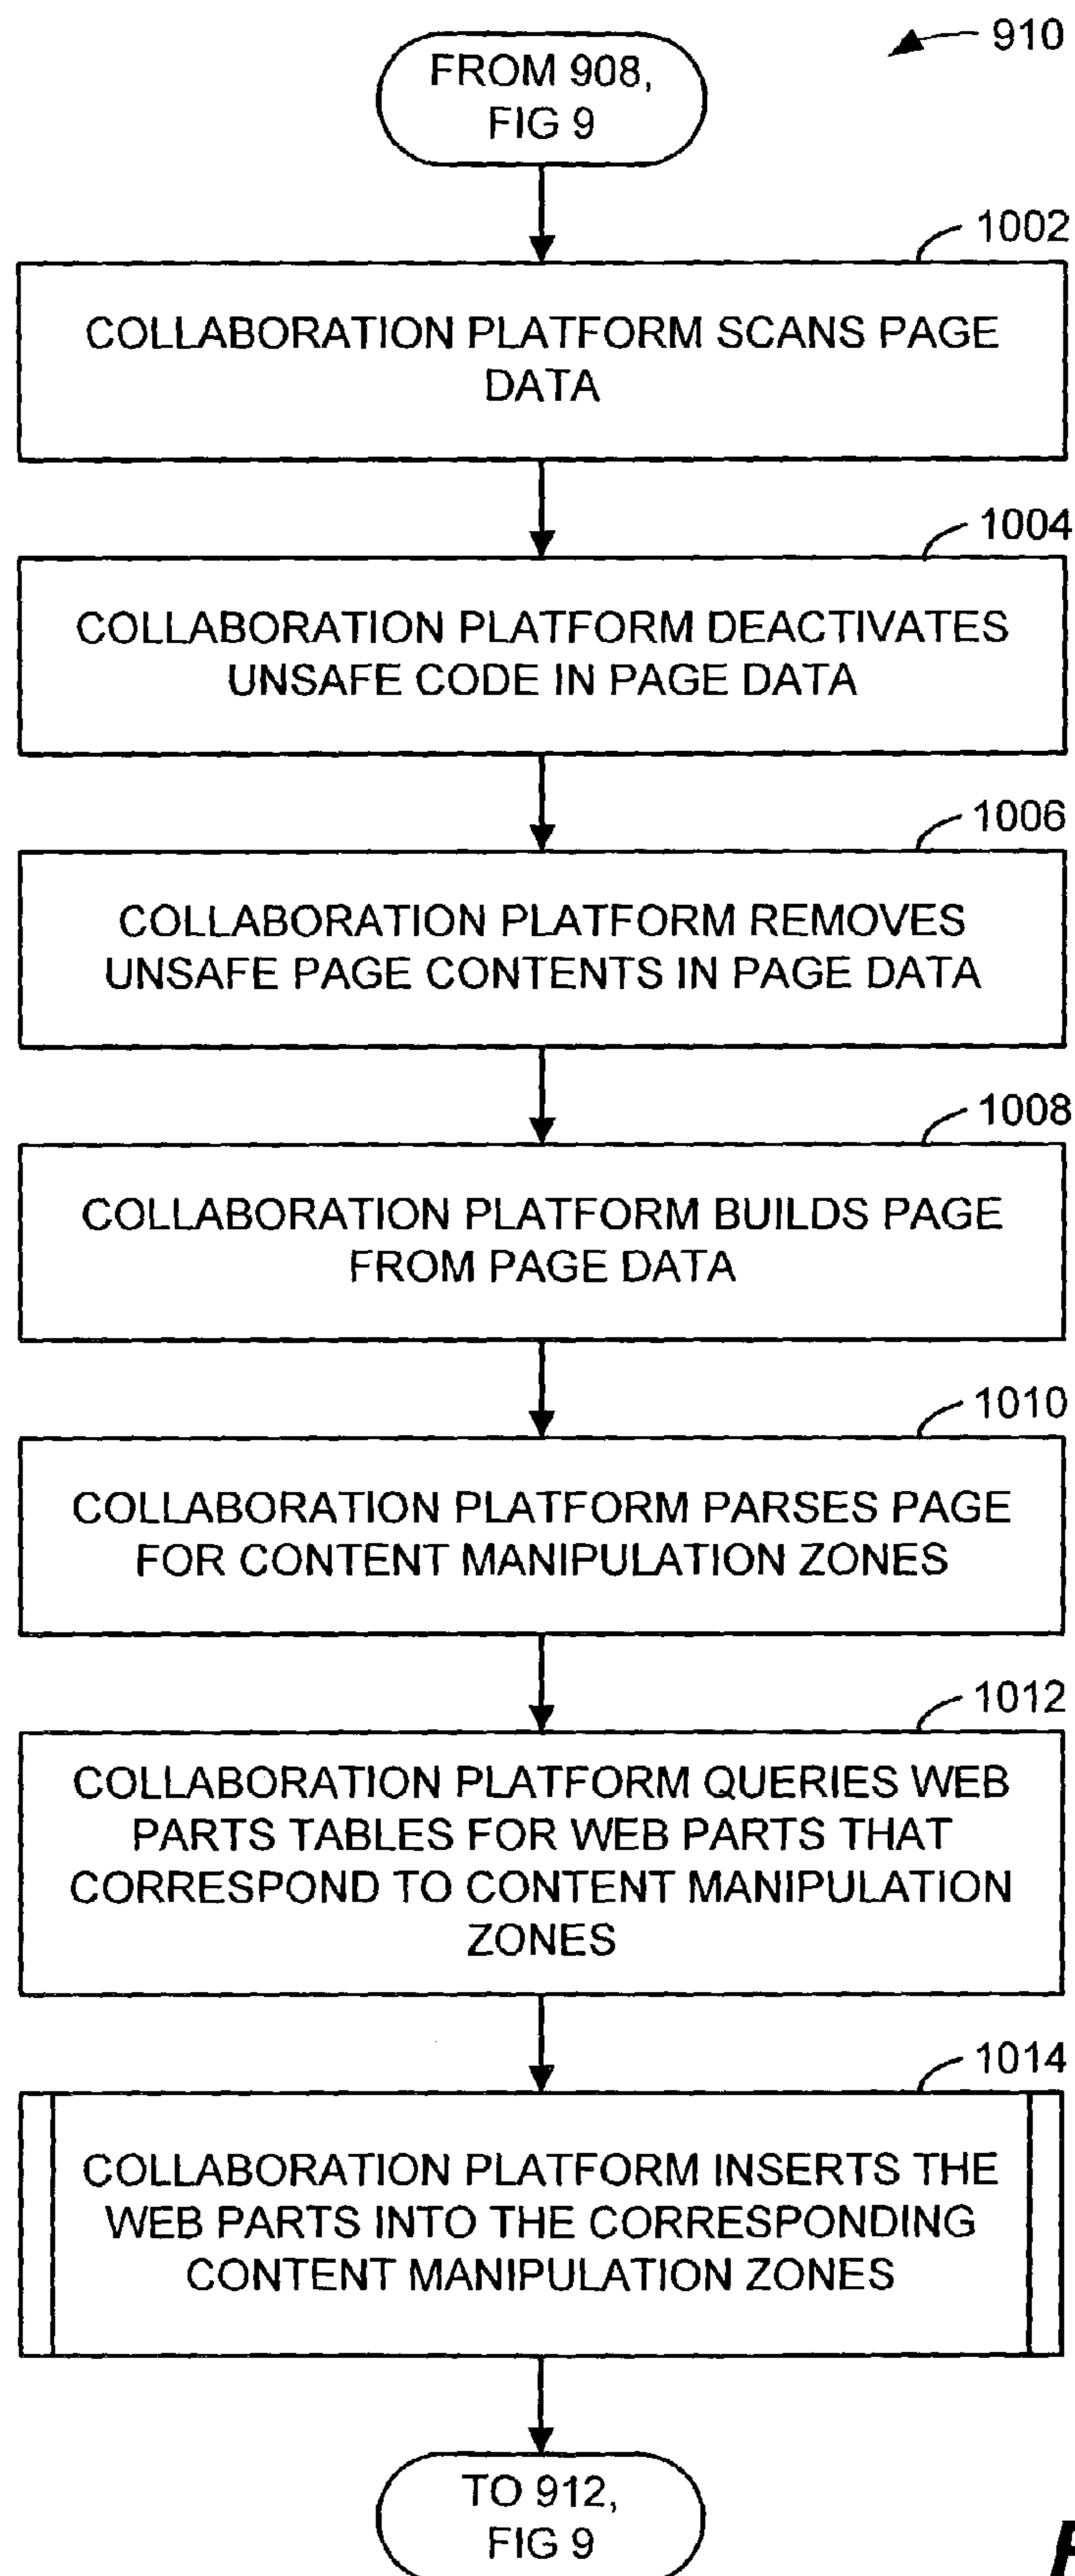 910
FROM 908,
FIG 9
1002
COLLABORATION PLATFORM SCANS PAGE
DATA
1004
COLLABORATION PLATFORM DEACTIVATES
UNSAFE CODE IN PAGE DATA
1006
COLLABORATION PLATFORM REMOVES
UNSAFE PAGE CONTENTS IN PAGE DATA
1008
COLLABORATION PLATFORM BUILDS PAGE
FROM PAGE DATA
1010
COLLABORATION PLATFORM PARSES PAGE
FOR CONTENT MANIPULATION ZONES
1012
COLLABORATION PLATFORM QUERIES WEB
PARTS TABLES FOR WEB PARTS THAT
CORRESPOND TO CONTENT MANIPULATION
ZONES
1014
COLLABORATION PLATFORM INSERTS THE
WEB PARTS INTO THE CORRESPONDING
CONTENT MANIPULATION ZONES
TO 912,
FIG 9